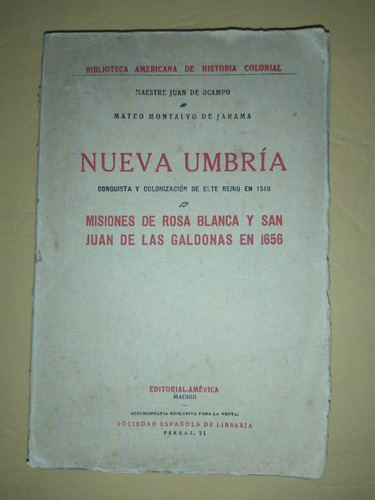 BIBLIOTECA AMERICANA DE HISTORIA COLONIAL
MAESTRE JUAN DE OCAMPO
MATEO MONTALVO DE JARAMA
NUEVA UMBRÍA
CONQUISTA Y COLONIZACIÓN DE ESTE REINO EN 1518
MISIONES DE ROSA BLANCA Y SAN
JUAN DE LAS GALDONAS EN 1656
EDITORIAL-AMÉRICA
MADRID
CONCESIONARIA EXCLUSIVA PARA LA VENTA:
SOCIEDAD ESPAÑOLA DE LIBRERÍA
FERRAZ, 21